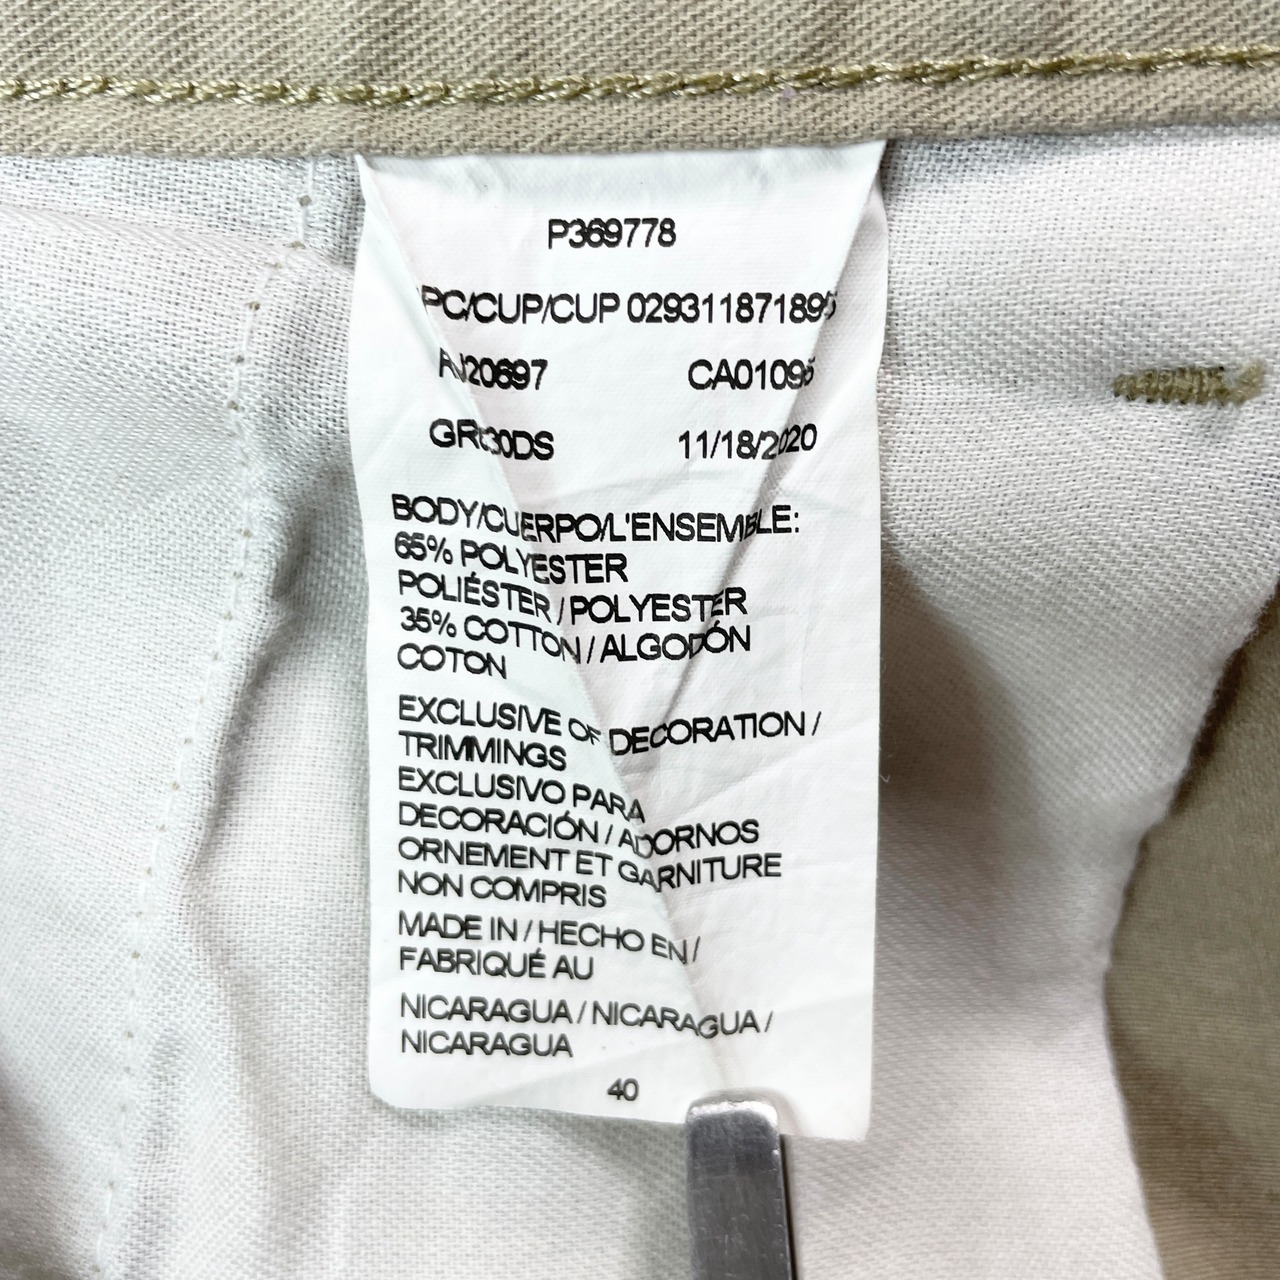 P369778
PC/CUP/CUP 029311871895
20697 CA01095
11/18/2020
BODY/CUERPO/L'ENSEMBLE:
65% POLYESTER
POLIÉSTER / POLYESTER
35% COTTON / ALGODÓN
COTON
EXCLUSIVE OF DECORATION /
TRIMMINGS
EXCLUSIVO PARA
DECORACIÓN / ADORNOS
ORNEMENT ET GARNITURE
NON COMPRIS
MADE IN / HECHO EN /
FABRIQUÉ AU
NICARAGUA / NICARAGUA /
NICARAGUA
40